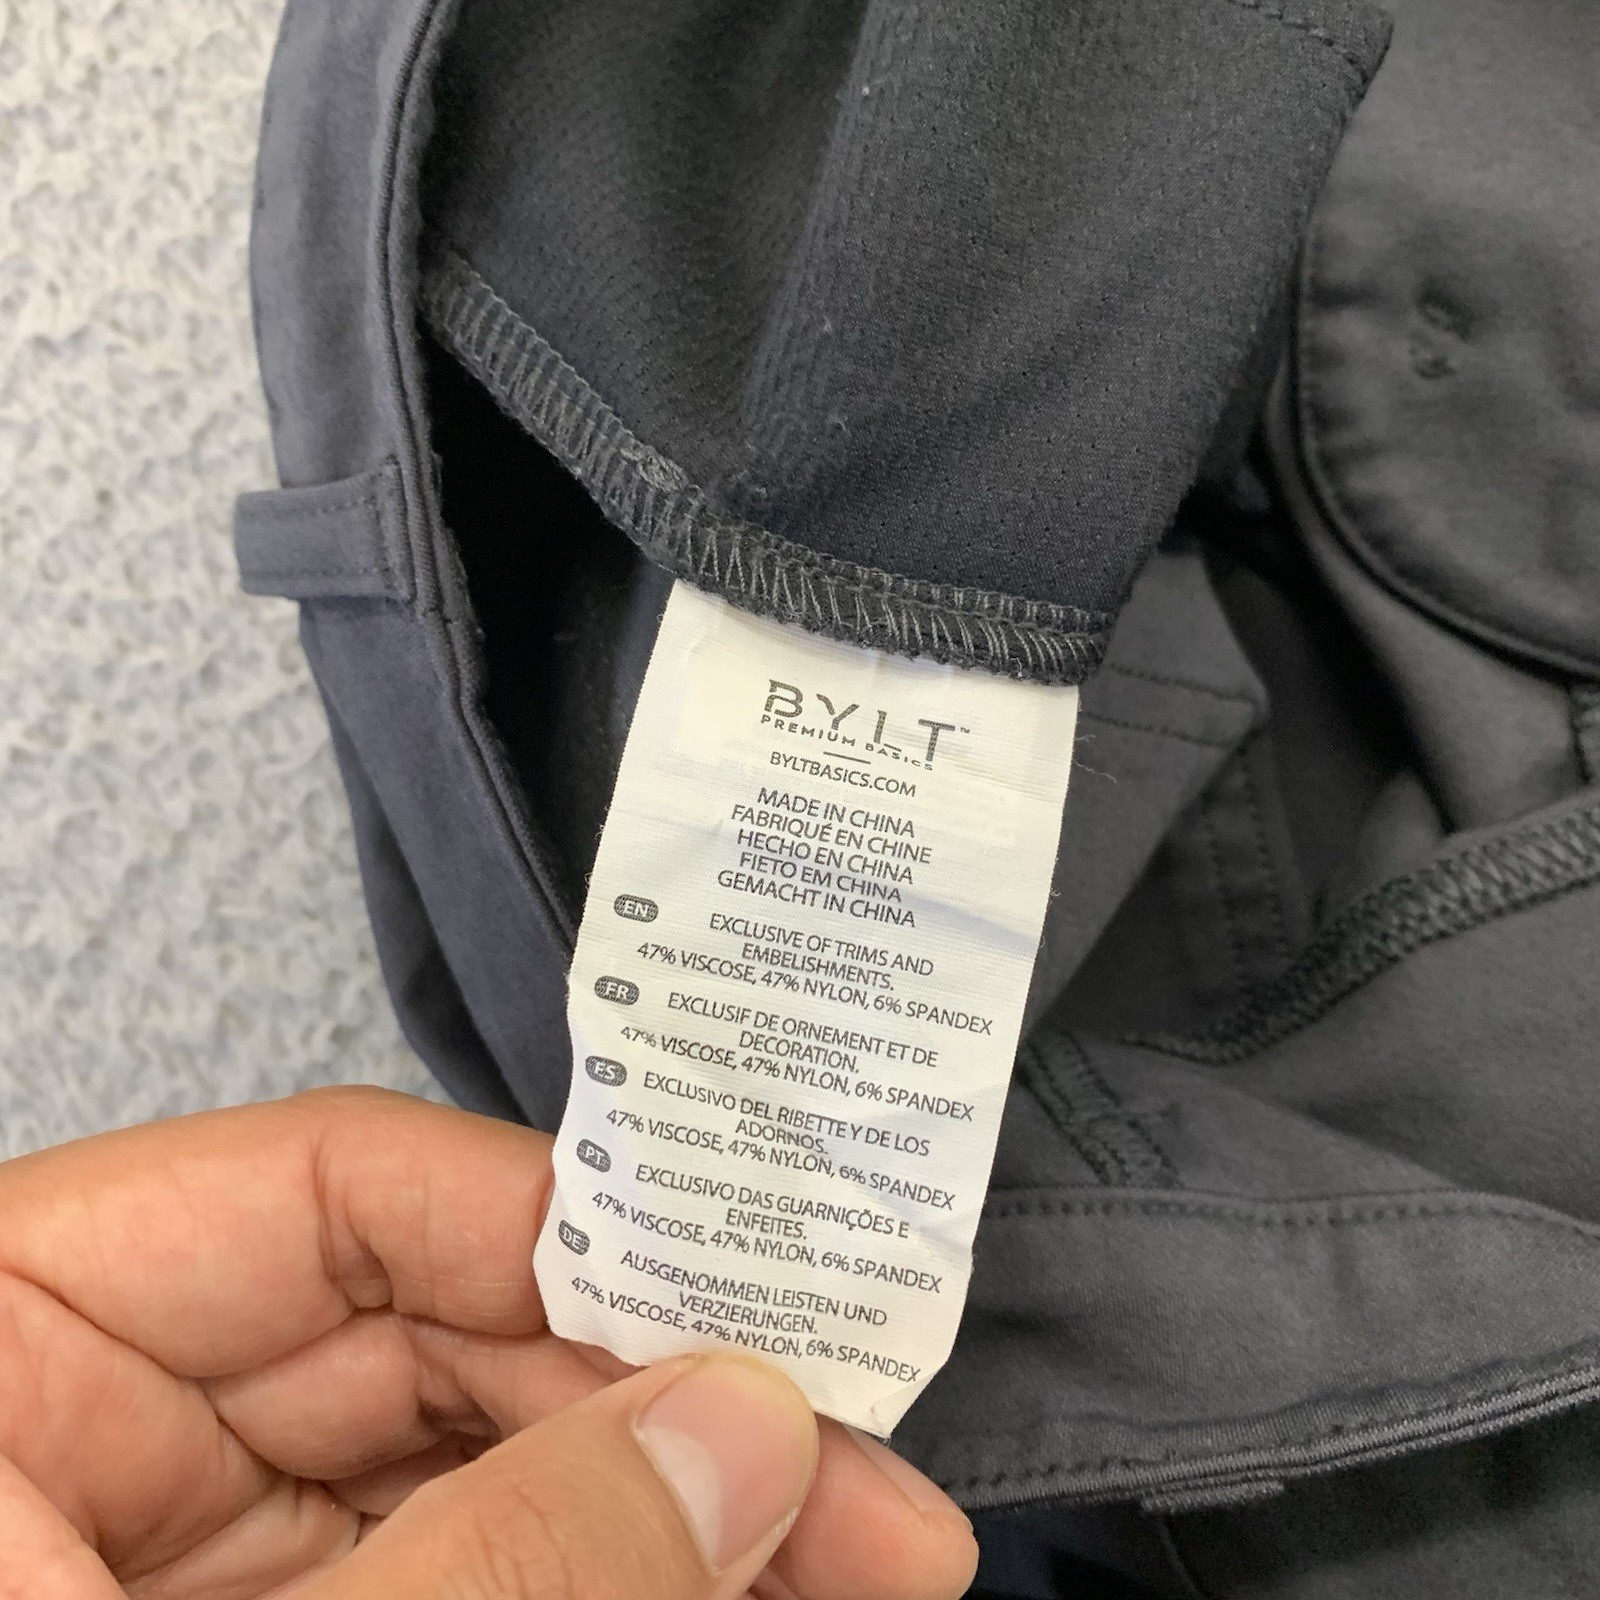 BYLT™
PREMIUM BASICS
BYLTBASICS.COM
MADE IN CHINA
FABRIQUÉ EN CHINE
HECHO EN CHINA
FIETO EM CHINA
GEMACHT IN CHINA
EN
EXCLUSIVE OF TRIMS AND
EMBELISHMENTS.
47% VISCOSE, 47% NYLON, 6% SPANDEX
FR
EXCLUSIF DE ORNEMENT ET DE
DECORATION.
47% VISCOSE, 47% NYLON, 6% SPANDEX
ES
EXCLUSIVO DEL RIBETTE Y DE LOS
ADORNOS.
47% VISCOSE, 47% NYLON, 6% SPANDEX
PT
EXCLUSIVO DAS GUARNIÇÕES E
ENFEITES.
47% VISCOSE, 47% NYLON, 6% SPANDEX
DE
AUSGENOMMEN LEISTEN UND
VERZIERUNGEN.
47% VISCOSE, 47% NYLON, 6% SPANDEX